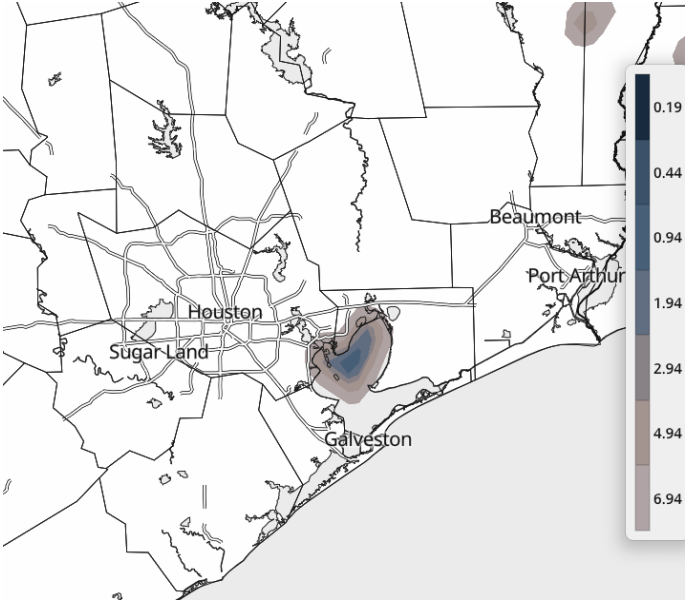 0.19
0.44
0.94
Beaumont
Port Arthur
1.94
Houston
Sugar Land
2.94
4.94
Galveston
6.94